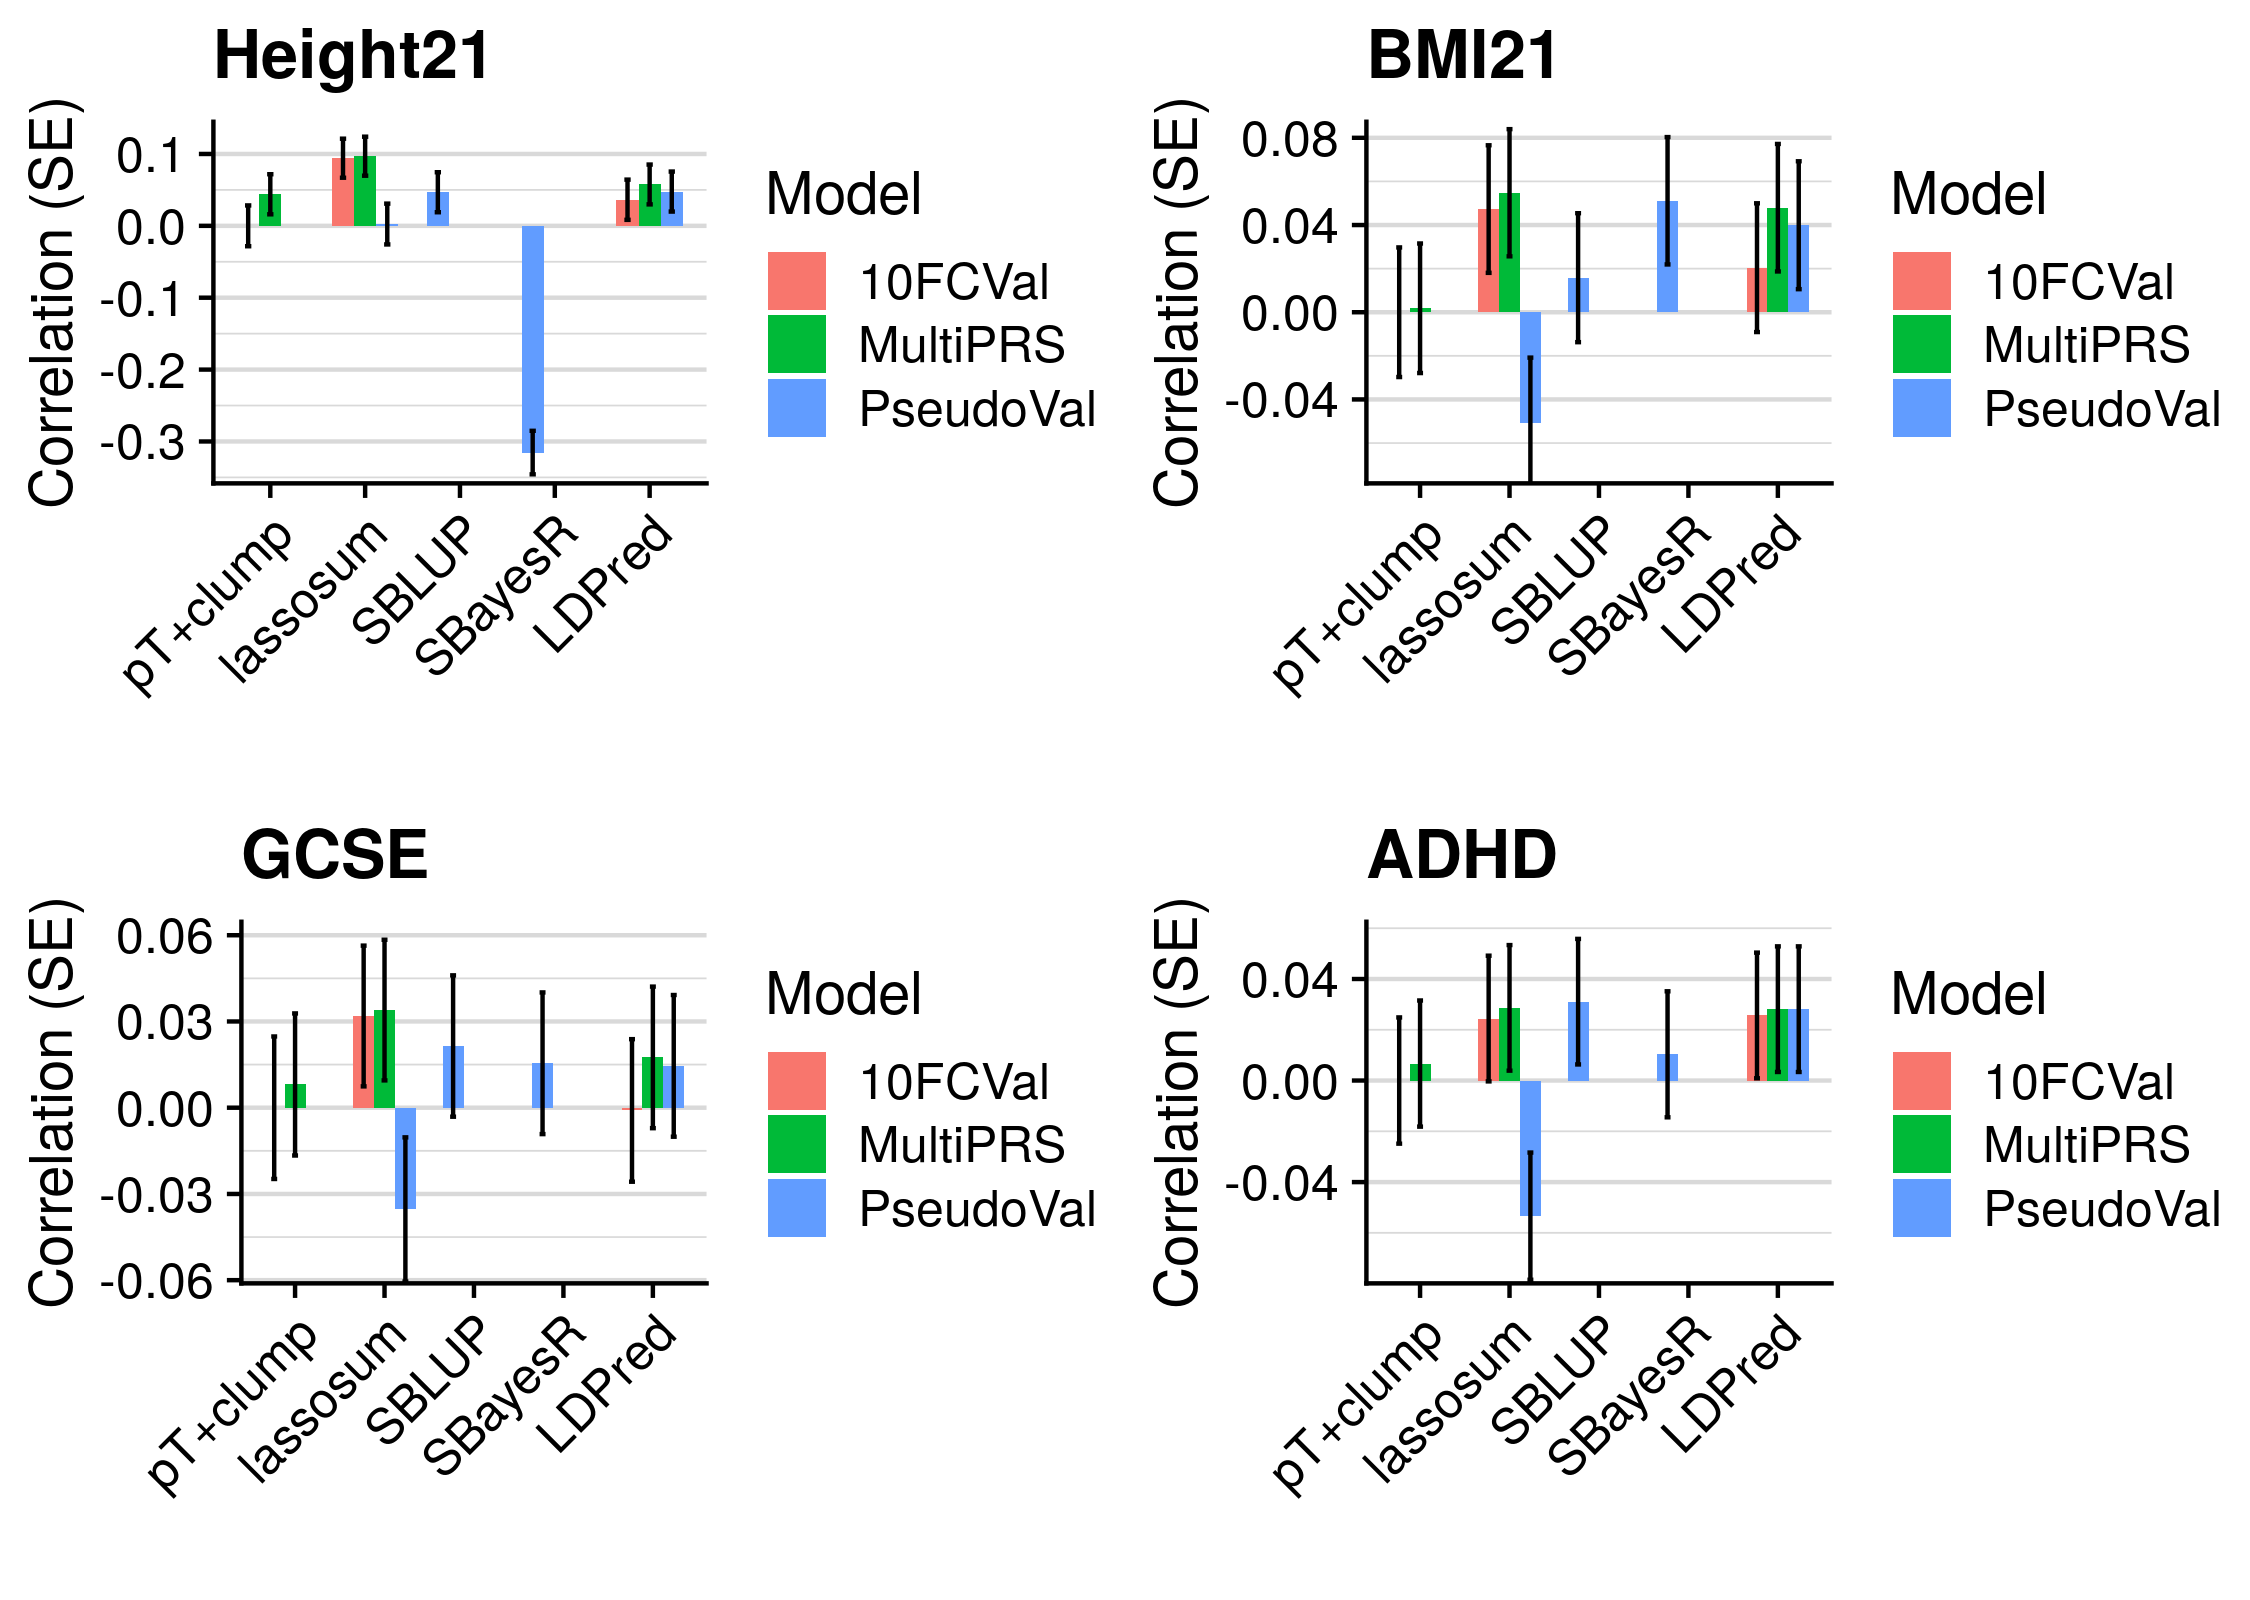 Height21
Correlation (SE)
0.1
0.0
-0.1
-0.2
-0.3
pT+clump
lassosum
SBLUP
SBayesR
LDPred
Model
10FCVal
MultiPRS
PseudoVal
BMI21
Correlation (SE)
0.08
0.04
0.00
-0.04
pT+clump
lassosum
SBLUP
SBayesR
LDPred
Model
10FCVal
MultiPRS
PseudoVal
GCSE
Correlation (SE)
0.06
0.03
0.00
-0.03
-0.06
pT+clump
lassosum
SBLUP
SBayesR
LDPred
Model
10FCVal
MultiPRS
PseudoVal
ADHD
Correlation (SE)
0.04
0.00
-0.04
pT+clump
lassosum
SBLUP
SBayesR
LDPred
Model
10FCVal
MultiPRS
PseudoVal